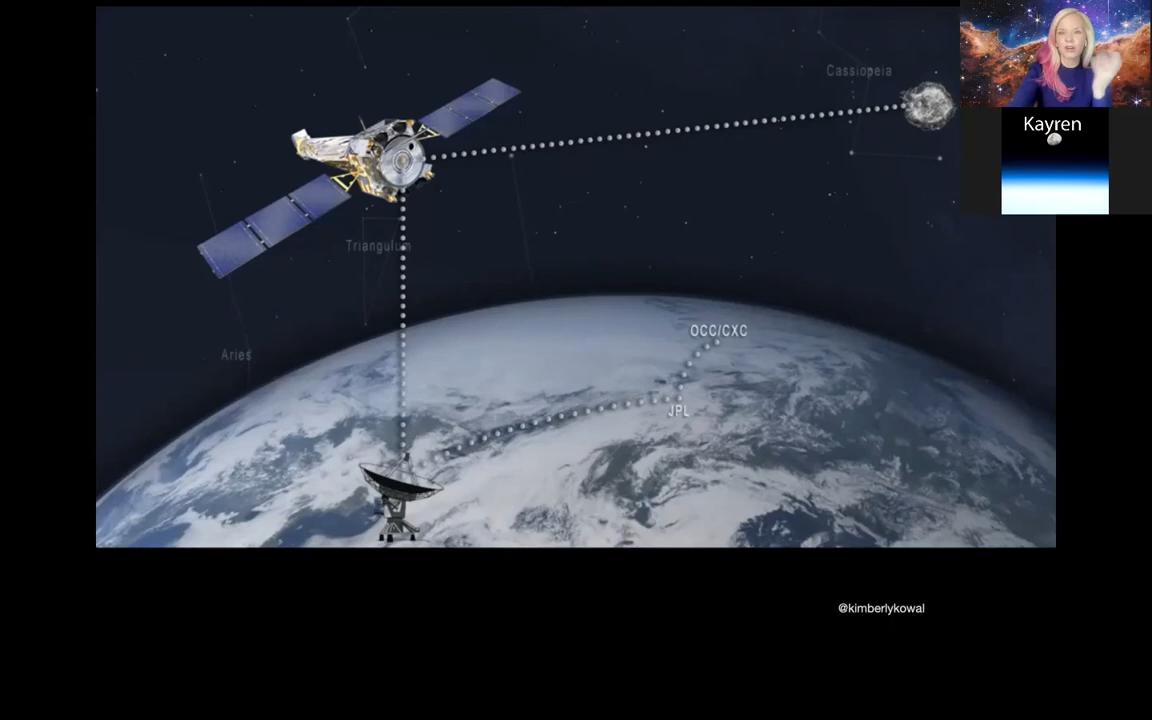 Cassiopeia
Kayren
Triangulum
OCC/CXC
Aries
JPL
@kimberlykowal